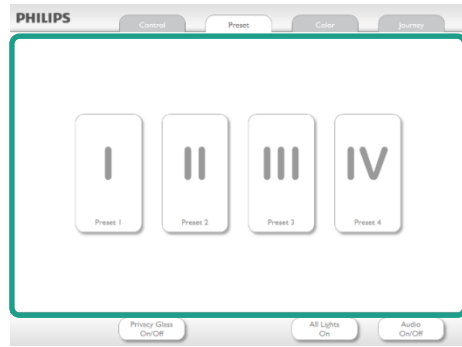 PHILIPS
Control
Preset
Color
Journey
I
II
III
IV
Preset 1
Preset 2
Preset 3
Preset 4
Privacy Glass
On/Off
All Lights
On
Audio
On/Off